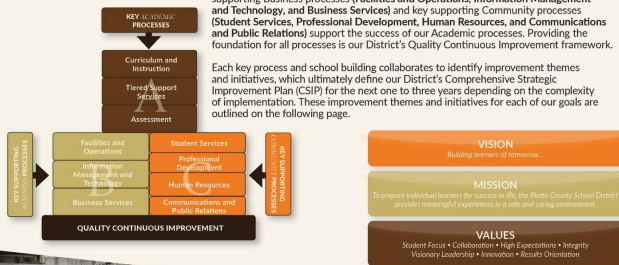 KEY ACADEMIC
PROCESSES
Curriculum and
Instruction
Tiered Support
Services
A
Assessment
KEY SUPPORTING
BUSINESS PROCESSES
Facilities and
Operations
Information
Management and
Technology
B
Business Services
Student Services
Professional
Development
C
Human Resources
Communications and
Public Relations
KEY SUPPORTING
COMMUNITY PROCESSES
QUALITY CONTINUOUS IMPROVEMENT
supporting Business processes (Facilities and Operations, Information Management
and Technology, and Business Services) and key supporting Community processes
(Student Services, Professional Development, Human Resources, and Communications
and Public Relations) support the success of our Academic processes. Providing the
foundation for all processes is our District's Quality Continuous Improvement framework.
Each key process and school building collaborates to identify improvement themes
and initiatives, which ultimately define our District's Comprehensive Strategic
Improvement Plan (CSIP) for the next one to three years depending on the complexity
of implementation. These improvement themes and initiatives for each of our goals are
outlined on the following page.
VISION
Building learners of tomorrow...
MISSION
To prepare individual learners for success in life, the Platte County School District
provides meaningful experiences in a safe and caring environment.
VALUES
Student Focus • Collaboration • High Expectations • Integrity
Visionary Leadership • Innovation • Results Orientation